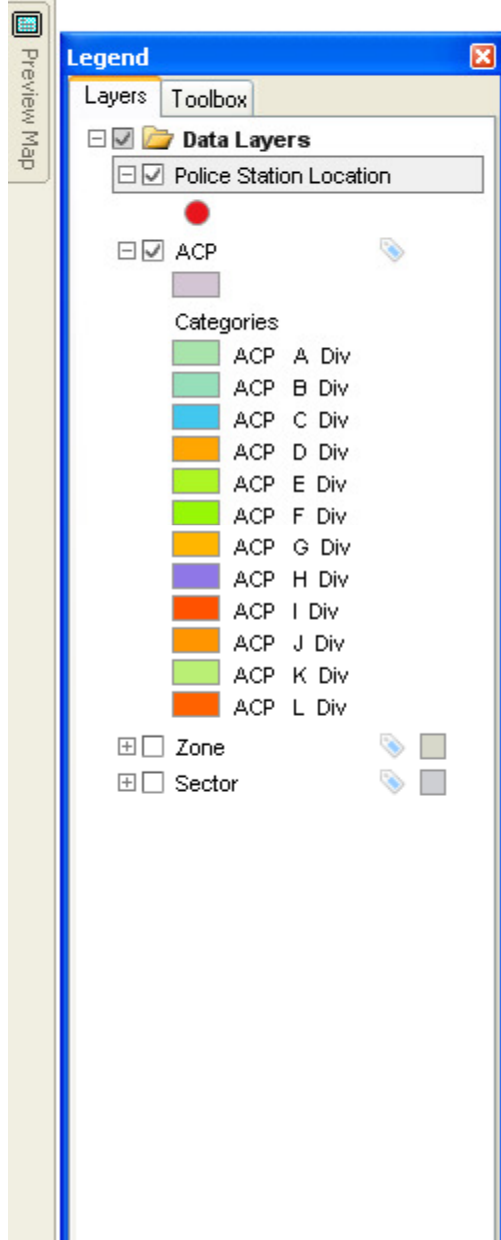 Preview Map
Legend
Layers Toolbox
Data Layers
Police Station Location
ACP
Categories
ACP A Div
ACP B Div
ACP C Div
ACP D Div
ACP E Div
ACP F Div
ACP G Div
ACP H Div
ACP I Div
ACP J Div
ACP K Div
ACP L Div
Zone
Sector